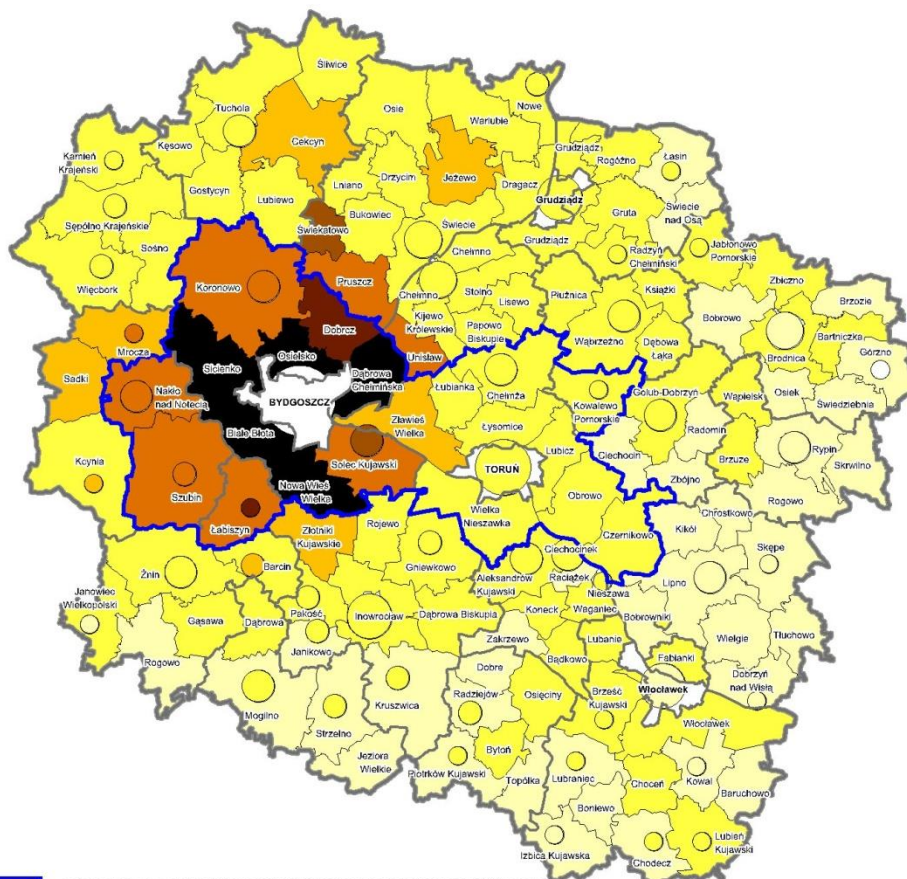 Śliwice
Tuchola
Osie
Nowe
Warlubie
Cekcyn
Kęsowo
Kamień
Krajeński
Grudziądz
Rogóźno
Łasin
Jeżewo
Gostycyn
Lubiewo
Lniano
Drzycim
Dragacz
Grudziądz
Świecie
nad Osą
Gruta
Sępólno Krajeńskie
Bukowiec
Świecie
Świekatowo
Sośno
Chełmno
Grudziądz
Radzyń
Chełmiński
Jabłonowo
Pomorskie
Więcbork
Koronowo
Pruszcz
Chełmno
Stolno
Lisewo
Płużnica
Książki
Zbiczno
Bobrowo
Brzozie
Dobrcz
Kijewo
Królewskie
Papowo
Biskupie
Wąbrzeźno
Dębowa
Łąka
Brodnica
Bartniczka
Górzno
Mrocza
Sicienko
Osielsko
Unisław
Sadki
Dąbrowa
Chełmińska
Łubianka
Chełmża
Kowalewo
Pomorskie
Golub-Dobrzyń
Wąpielsk
Osiek
Świedziebnia
Nakło
nad Notecią
BYDGOSZCZ
Zławieś
Wielka
Łysomice
Radomin
Ciechocin
Rypin
Skrwilno
Białe Błota
Solec Kujawski
TORUŃ
Lubicz
Zbójno
Brzuze
Kcynia
Szubin
Nowa Wieś
Wielka
Wielka
Nieszawka
Obrowo
Rogowo
Łabiszyn
Chrostkowo
Czernikowo
Kikół
Złotniki
Kujawskie
Rojewo
Gniewkowo
Ciechocinek
Raciążek
Skępe
Żnin
Barcin
Aleksandrów
Kujawski
Nieszawa
Waganiec
Lipno
Janowiec
Wielkopolski
Gąsawa
Dąbrowa
Pakość
Inowrocław
Dąbrowa Biskupia
Koneck
Bobrowniki
Janikowo
Zakrzewo
Lubanie
Wielgie
Tłuchowo
Rogowo
Bądkowo
Fabianki
Dobre
Radziejów
Osięciny
Brześć
Kujawski
Włocławek
Dobrzyń
nad Wisłą
Mogilno
Kruszwica
Strzelno
Włocławek
Bytoń
Jeziora
Wielkie
Piotrków Kujawski
Topólka
Lubraniec
Choceń
Kowal
Baruchowo
Boniewo
Izbica Kujawska
Chodecz
Lubień
Kujawski